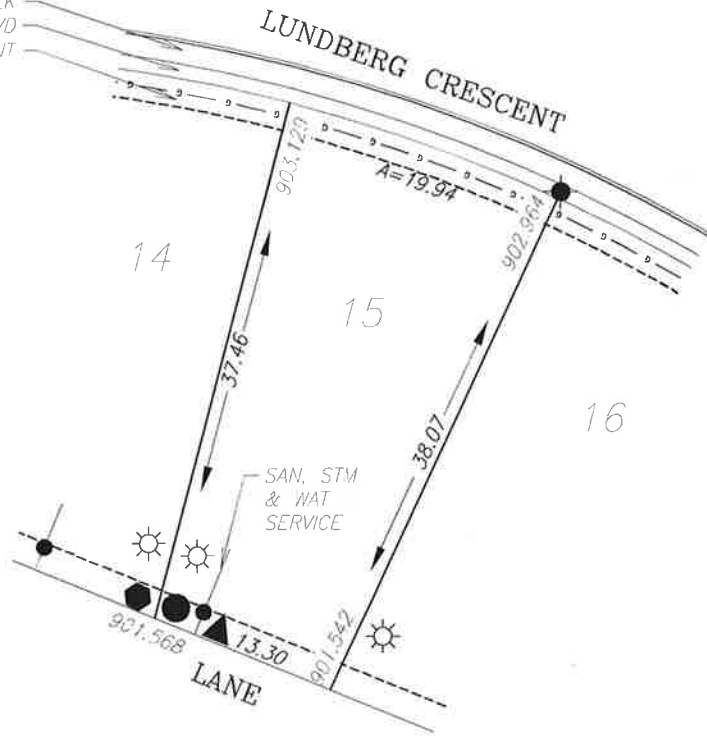 LUNDBERG CRESCENT
903.129
A=19.94
902.964
14
15
16
37.46
38.07
SAN, STM
& WAT
SERVICE
901.568
13.30
901.542
LANE